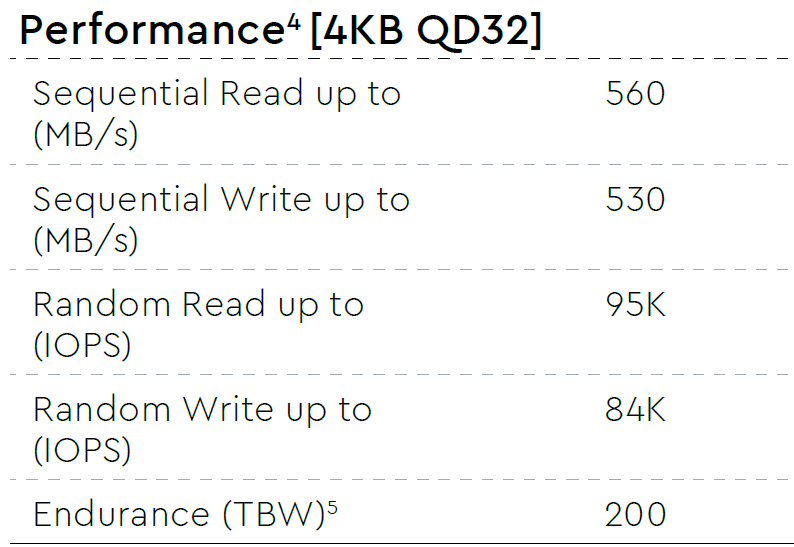 Performance⁴ [4KB QD32]
Sequential Read up to 560
(MB/s)
Sequential Write up to 530
(MB/s)
Random Read up to 95K
(IOPS)
Random Write up to 84K
(IOPS)
Endurance (TBW)⁵ 200